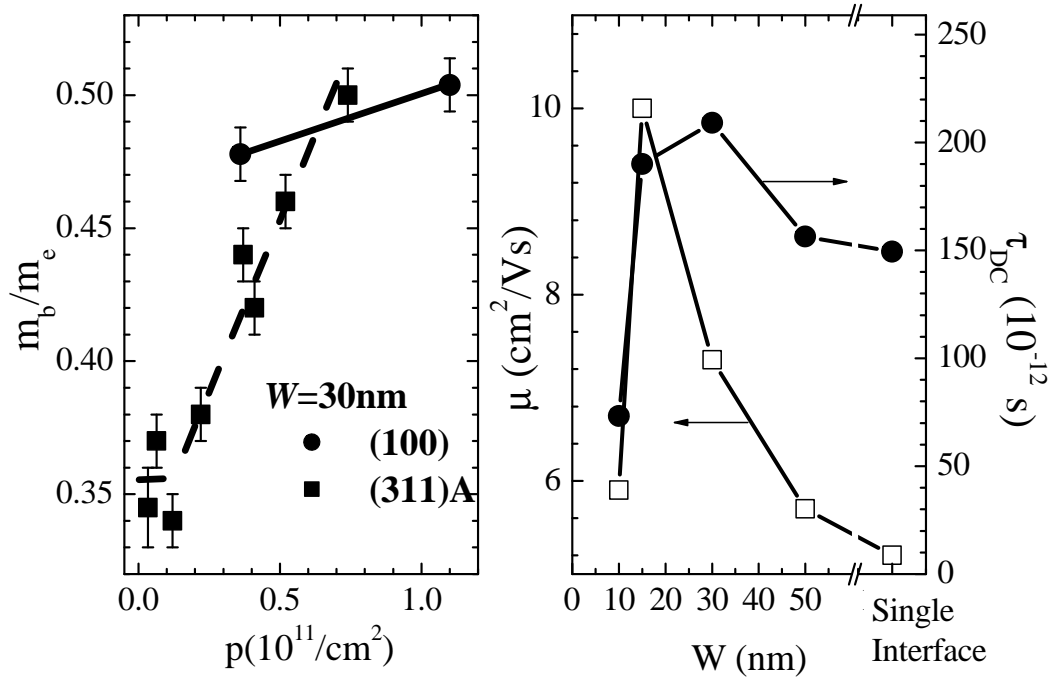 m_b/m_e
0.50
0.45
0.40
0.35
0.0 0.5 1.0
p(10^11/cm^2)
W=30nm
(100)
(311)A
μ (cm^2/Vs)
10
8
6
0 10 20 30 40 50
W (nm)
Single
Interface
250
200
150
100
50
0
τ_DC (10^-12 s)